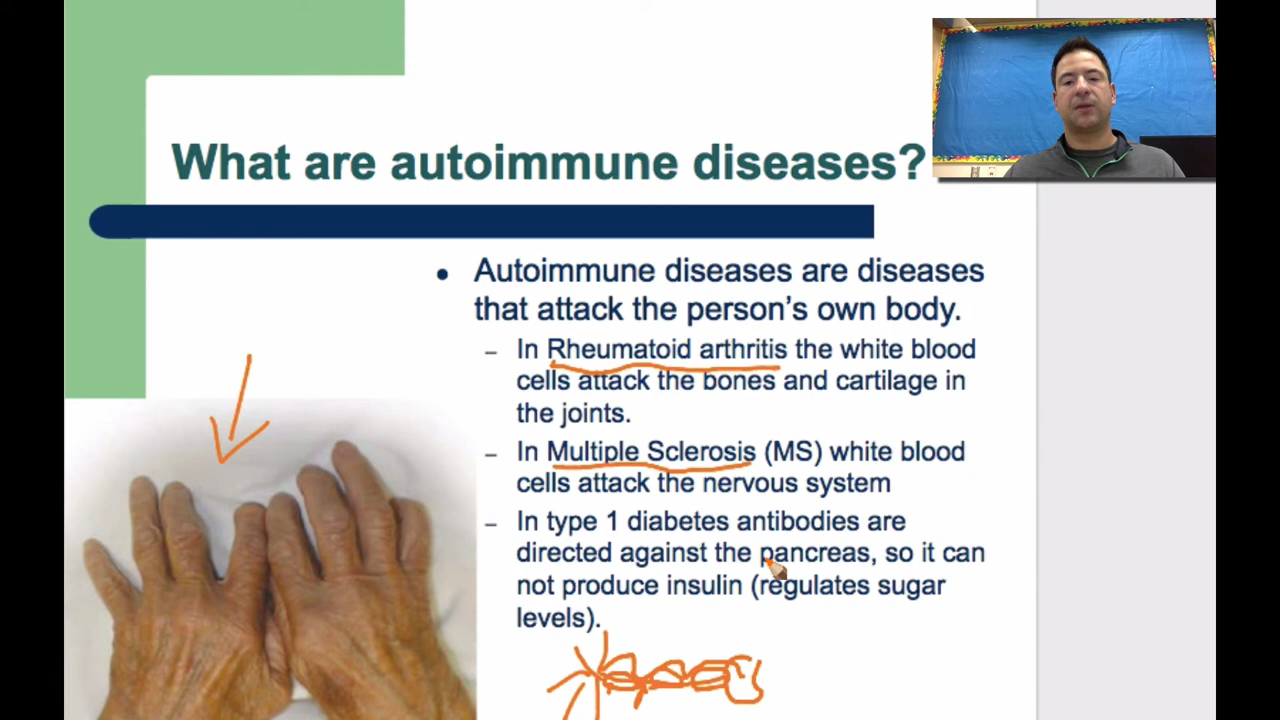 What are autoimmune diseases?
• Autoimmune diseases are diseases
that attack the person's own body.
– In Rheumatoid arthritis the white blood
cells attack the bones and cartilage in
the joints.
– In Multiple Sclerosis (MS) white blood
cells attack the nervous system
– In type 1 diabetes antibodies are
directed against the pancreas, so it can
not produce insulin (regulates sugar
levels).